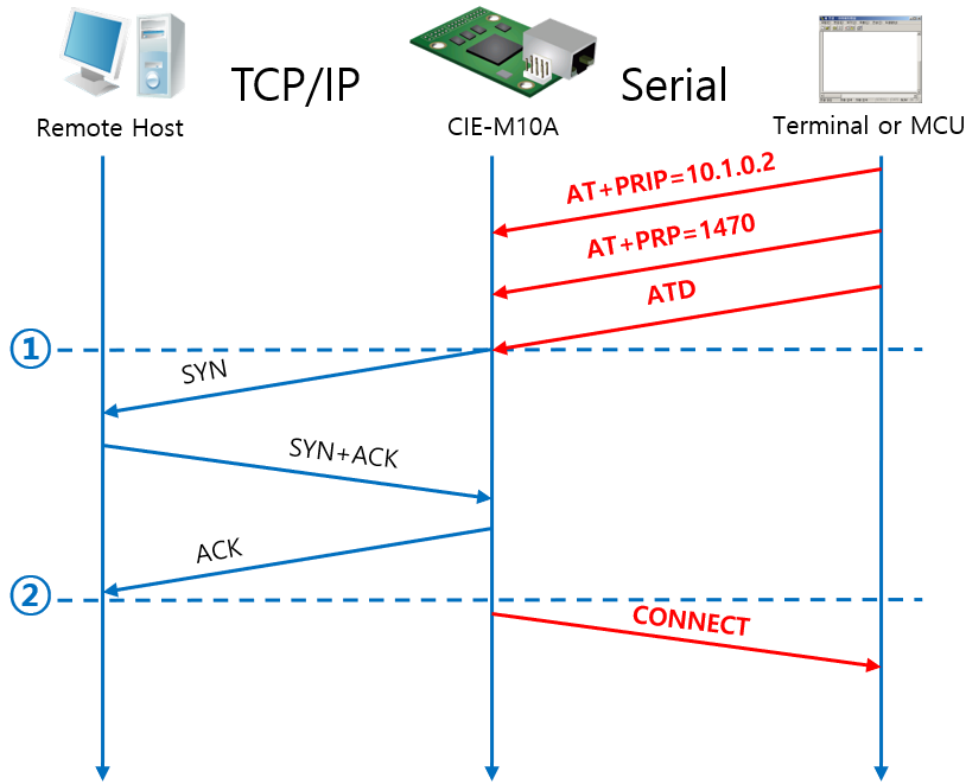 TCP/IP
Serial
Remote Host
CIE-M10A
Terminal or MCU
AT+PRIP=10.1.0.2
AT+PRP=1470
ATD
①
SYN
SYN+ACK
ACK
②
CONNECT